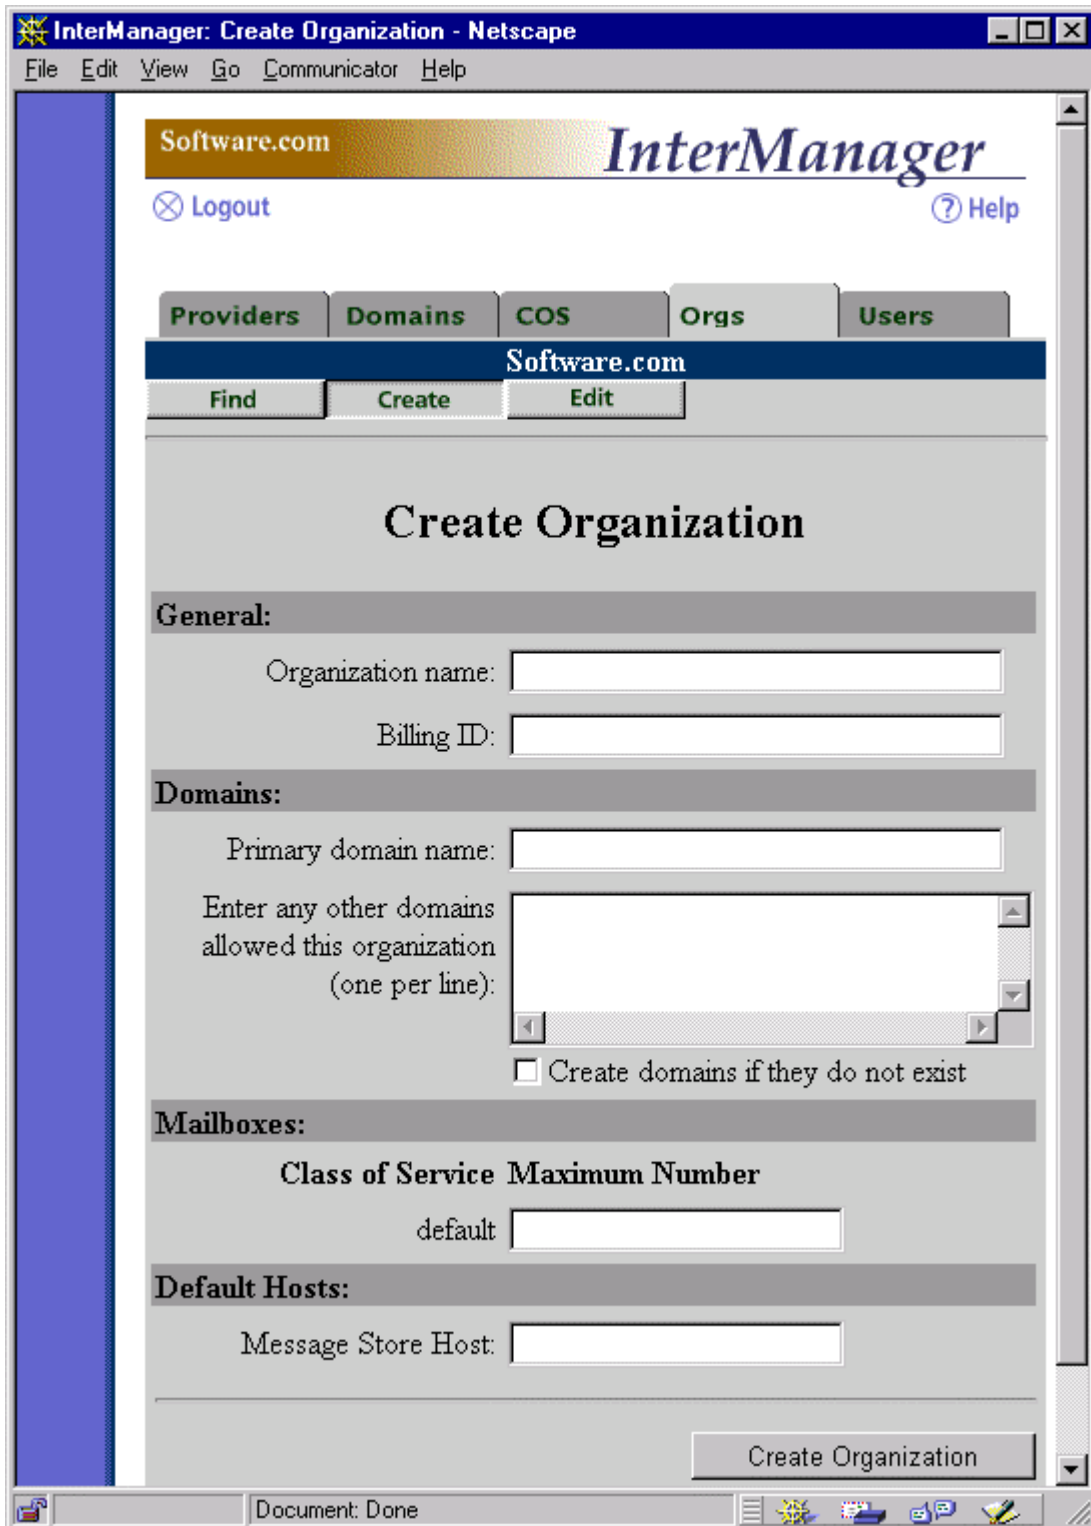 InterManager: Create Organization - Netscape
File Edit View Go Communicator Help
Software.com InterManager
Logout ? Help
Providers Domains COS Orgs Users
Software.com
Find Create Edit
Create Organization
General:
Organization name:
Billing ID:
Domains:
Primary domain name:
Enter any other domains
allowed this organization
(one per line):
Create domains if they do not exist
Mailboxes:
Class of Service Maximum Number
default
Default Hosts:
Message Store Host:
Create Organization
Document: Done